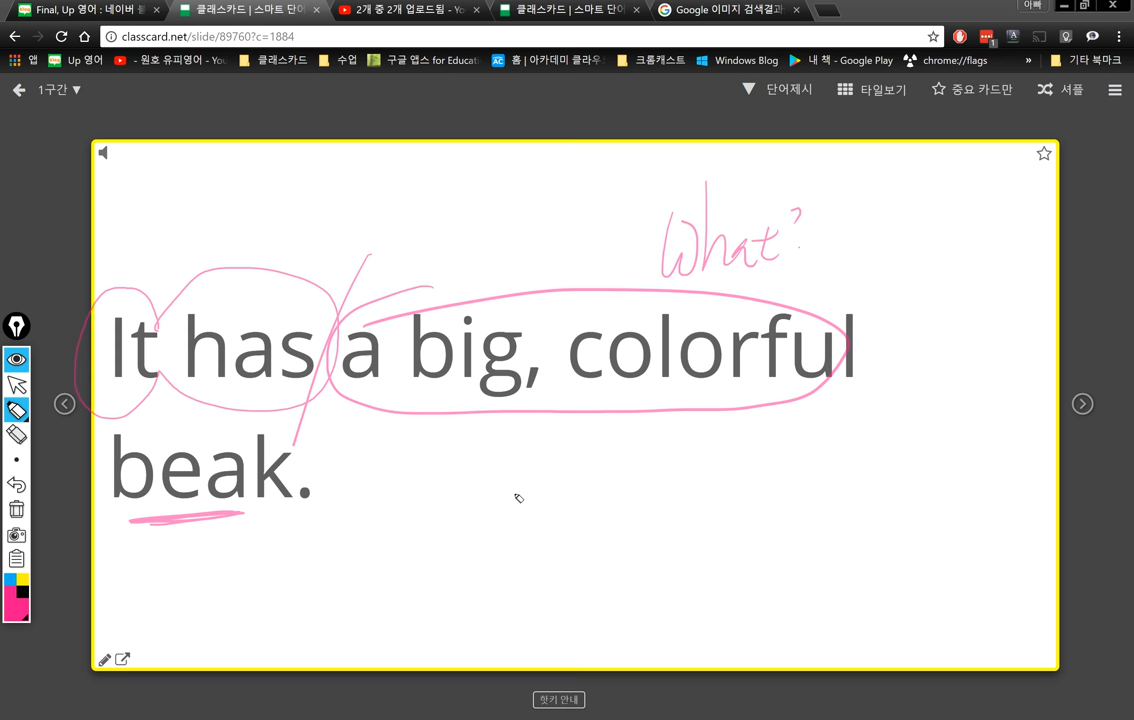 Final, Up 영어 : 네이버 블
클래스카드 | 스마트 단어
2개 중 2개 업로드됨 - Yo
클래스카드 | 스마트 단어
Google 이미지 검색결과
아빠
classcard.net/slide/89760?c=1884
앱 Up 영어 - 원호 유피영어 - You 클래스카드 수업 구글 앱스 for Educati 홈 | 아카데미 클라우 크롬캐스트 Windows Blog 내 책 - Google Play chrome://flags » 기타 북마크
1구간 ▼ ▼ 단어제시 타일보기 중요 카드만 셔플
What?
It has a big, colorful
beak.
핫키 안내